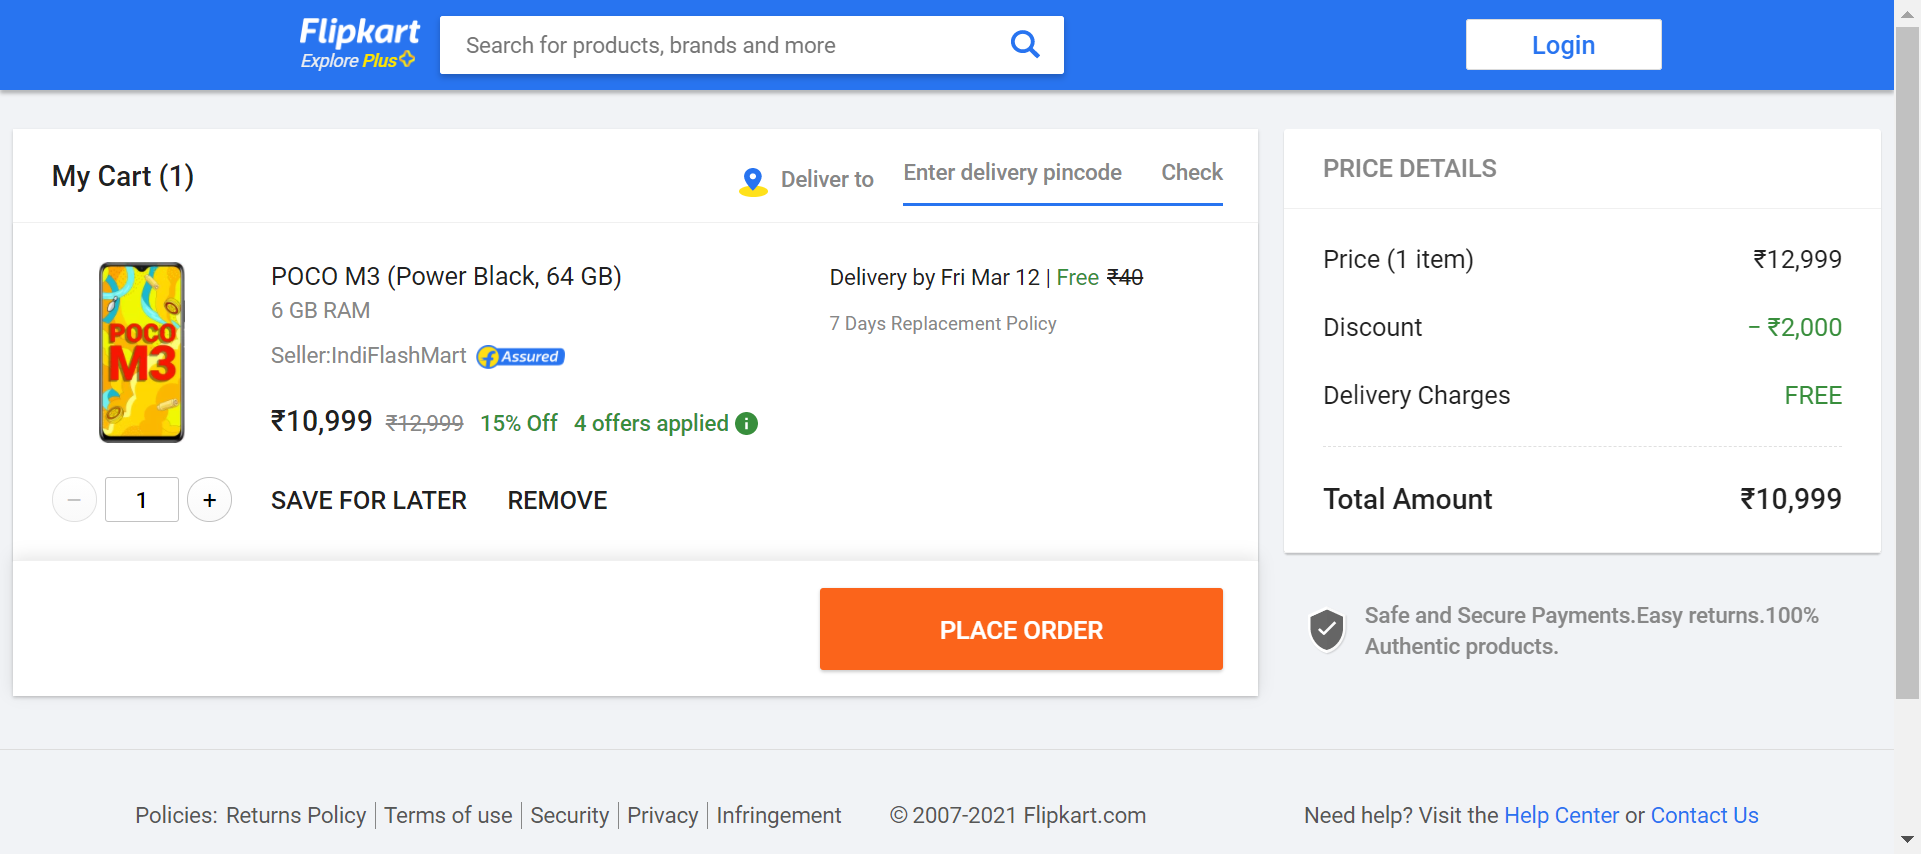 Flipkart
Explore Plus
Search for products, brands and more
Login
My Cart (1)
Deliver to
Enter delivery pincode
Check
POCO M3
POCO M3 (Power Black, 64 GB)
6 GB RAM
Seller:IndiFlashMart
f Assured
₹10,999 ₹12,999 15% Off 4 offers applied i
Delivery by Fri Mar 12 | Free ₹40
7 Days Replacement Policy
− 1 +
SAVE FOR LATER REMOVE
PLACE ORDER
PRICE DETAILS
Price (1 item) ₹12,999
Discount − ₹2,000
Delivery Charges FREE
Total Amount ₹10,999
Safe and Secure Payments.Easy returns.100%
Authentic products.
Policies: Returns Policy | Terms of use | Security | Privacy | Infringement © 2007-2021 Flipkart.com Need help? Visit the Help Center or Contact Us